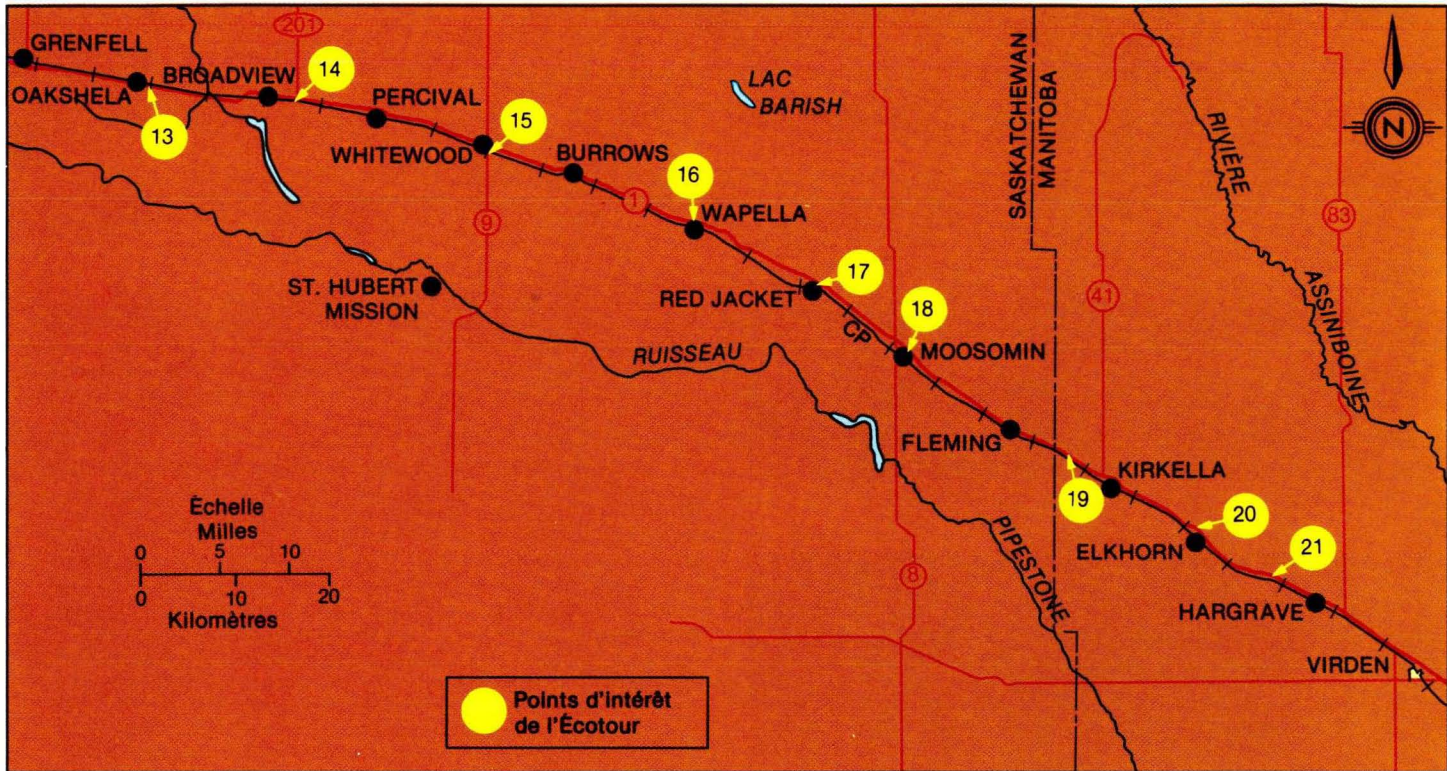 201
GRENFELL
OAKSHELA
BROADVIEW
14
13
PERCIVAL
LAC
BARISH
15
WHITEWOOD
BURROWS
16
1
WAPELLA
9
ST. HUBERT
MISSION
17
RED JACKET
CP
18
MOOSOMIN
RUISSEAU
PIPESTONE
SASKATCHEWAN
MANITOBA
RIVIÈRE
ASSINIBOINE
N
83
41
FLEMING
19
KIRKELLA
20
ELKHORN
21
HARGRAVE
VIRDEN
8
Échelle
Milles
0 5 10
0 10 20
Kilomètres
Points d'intérêt
de l'Écotour